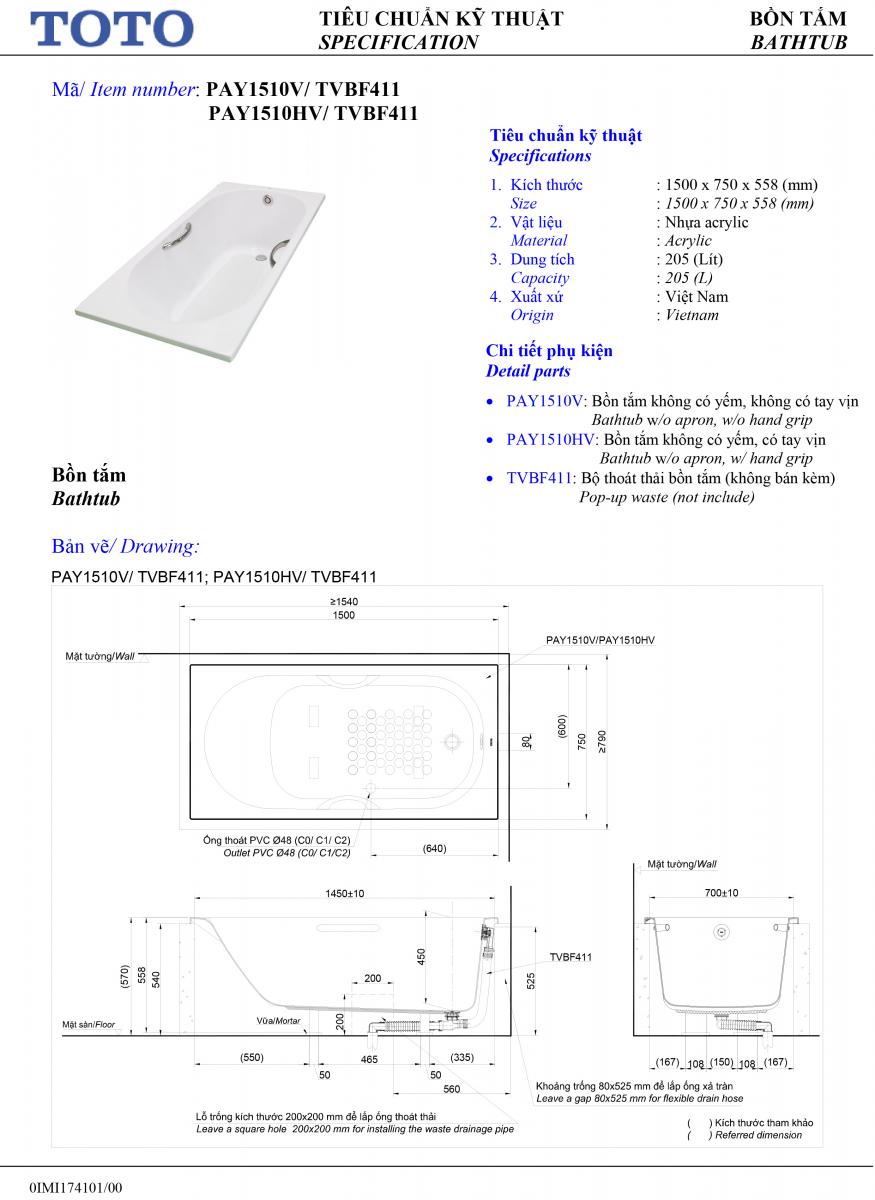 TOTO
TIÊU CHUẨN KỸ THUẬT
SPECIFICATION
BỒN TẮM
BATHTUB
Mã/ Item number: PAY1510V/ TVBF411
PAY1510HV/ TVBF411
Tiêu chuẩn kỹ thuật
Specifications
1. Kích thước : 1500 x 750 x 558 (mm)
Size : 1500 x 750 x 558 (mm)
2. Vật liệu : Nhựa acrylic
Material : Acrylic
3. Dung tích : 205 (Lít)
Capacity : 205 (L)
4. Xuất xứ : Việt Nam
Origin : Vietnam
Chi tiết phụ kiện
Detail parts
• PAY1510V: Bồn tắm không có yếm, không có tay vịn
Bathtub w/o apron, w/o hand grip
• PAY1510HV: Bồn tắm không có yếm, có tay vịn
Bathtub w/o apron, w/ hand grip
• TVBF411: Bộ thoát thải bồn tắm (không bán kèm)
Pop-up waste (not include)
Bồn tắm
Bathtub
Bản vẽ/ Drawing:
PAY1510V/ TVBF411; PAY1510HV/ TVBF411
≥1540
1500
PAY1510V/PAY1510HV
Mặt tường/Wall
80
(600)
750
≥790
Ống thoát PVC Ø48 (C0/ C1/ C2)
Outlet PVC Ø48 (C0/ C1/C2)
(640)
Mặt tường/Wall
1450±10
700±10
(570)
558
540
450
200
TVBF411
525
Mặt sàn/Floor
Vữa/Mortar
200
(550)
465
(335)
50
50
560
(167)
108
(150)
108
(167)
Khoảng trống 80x525 mm để lắp ống xả tràn
Leave a gap 80x525 mm for flexible drain hose
Lỗ trống kích thước 200x200 mm để lắp ống thoát thải
Leave a square hole 200x200 mm for installing the waste drainage pipe
( ) Kích thước tham khảo
( ) Referred dimension
0IMI174101/00